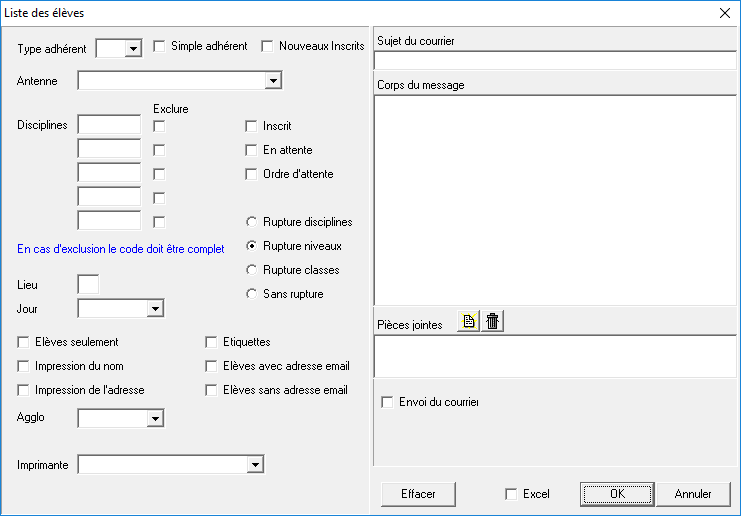 Liste des élèves
Type adhérent
Simple adhérent
Nouveaux Inscrits
Antenne
Exclure
Disciplines
Inscrit
En attente
Ordre d'attente
Rupture disciplines
Rupture niveaux
Rupture classes
Sans rupture
En cas d'exclusion le code doit être complet
Lieu
Jour
Elèves seulement
Etiquettes
Impression du nom
Elèves avec adresse email
Impression de l'adresse
Elèves sans adresse email
Agglo
Imprimante
Sujet du courrier
Corps du message
Pièces jointes
Envoi du courrier
Effacer
Excel
OK
Annuler